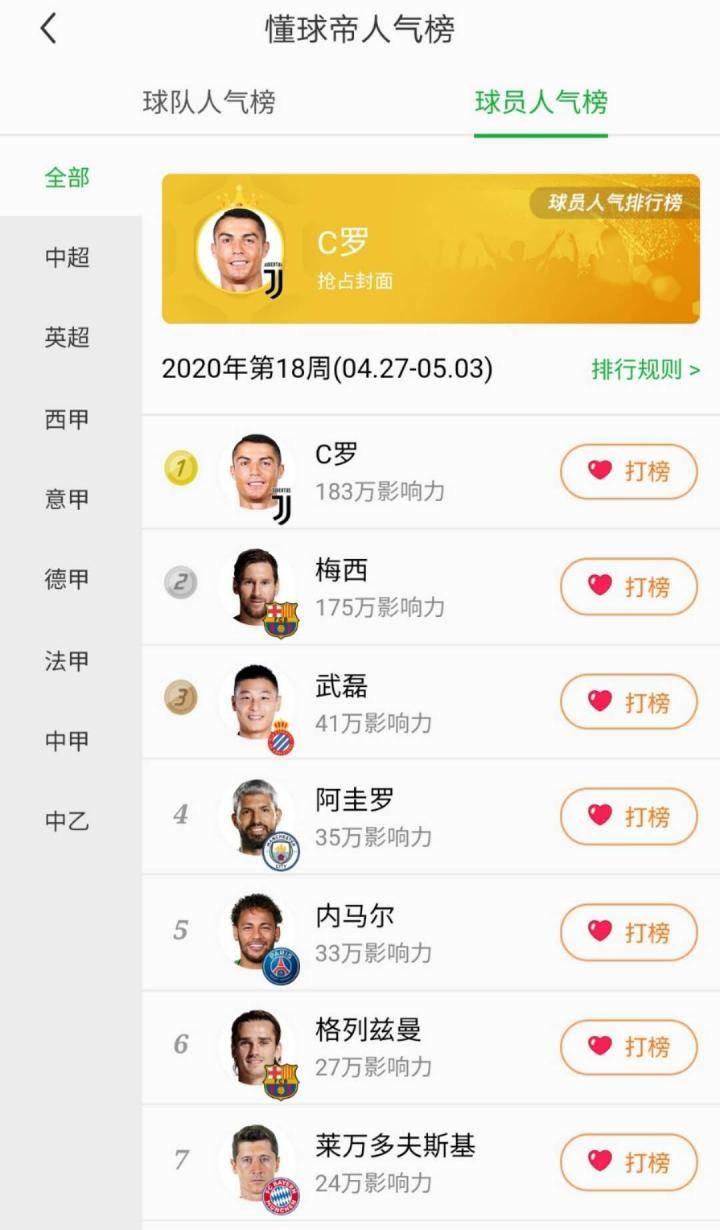 懂球帝人气榜
球队人气榜
球员人气榜
全部
中超
英超
西甲
意甲
德甲
法甲
中甲
中乙
球员人气排行榜
C罗
抢占封面
2020年第18周(04.27-05.03)
排行规则 >
1
C罗
183万影响力
打榜
2
梅西
175万影响力
打榜
3
武磊
41万影响力
打榜
4
阿圭罗
35万影响力
打榜
5
内马尔
33万影响力
打榜
6
格列兹曼
27万影响力
打榜
7
莱万多夫斯基
24万影响力
打榜